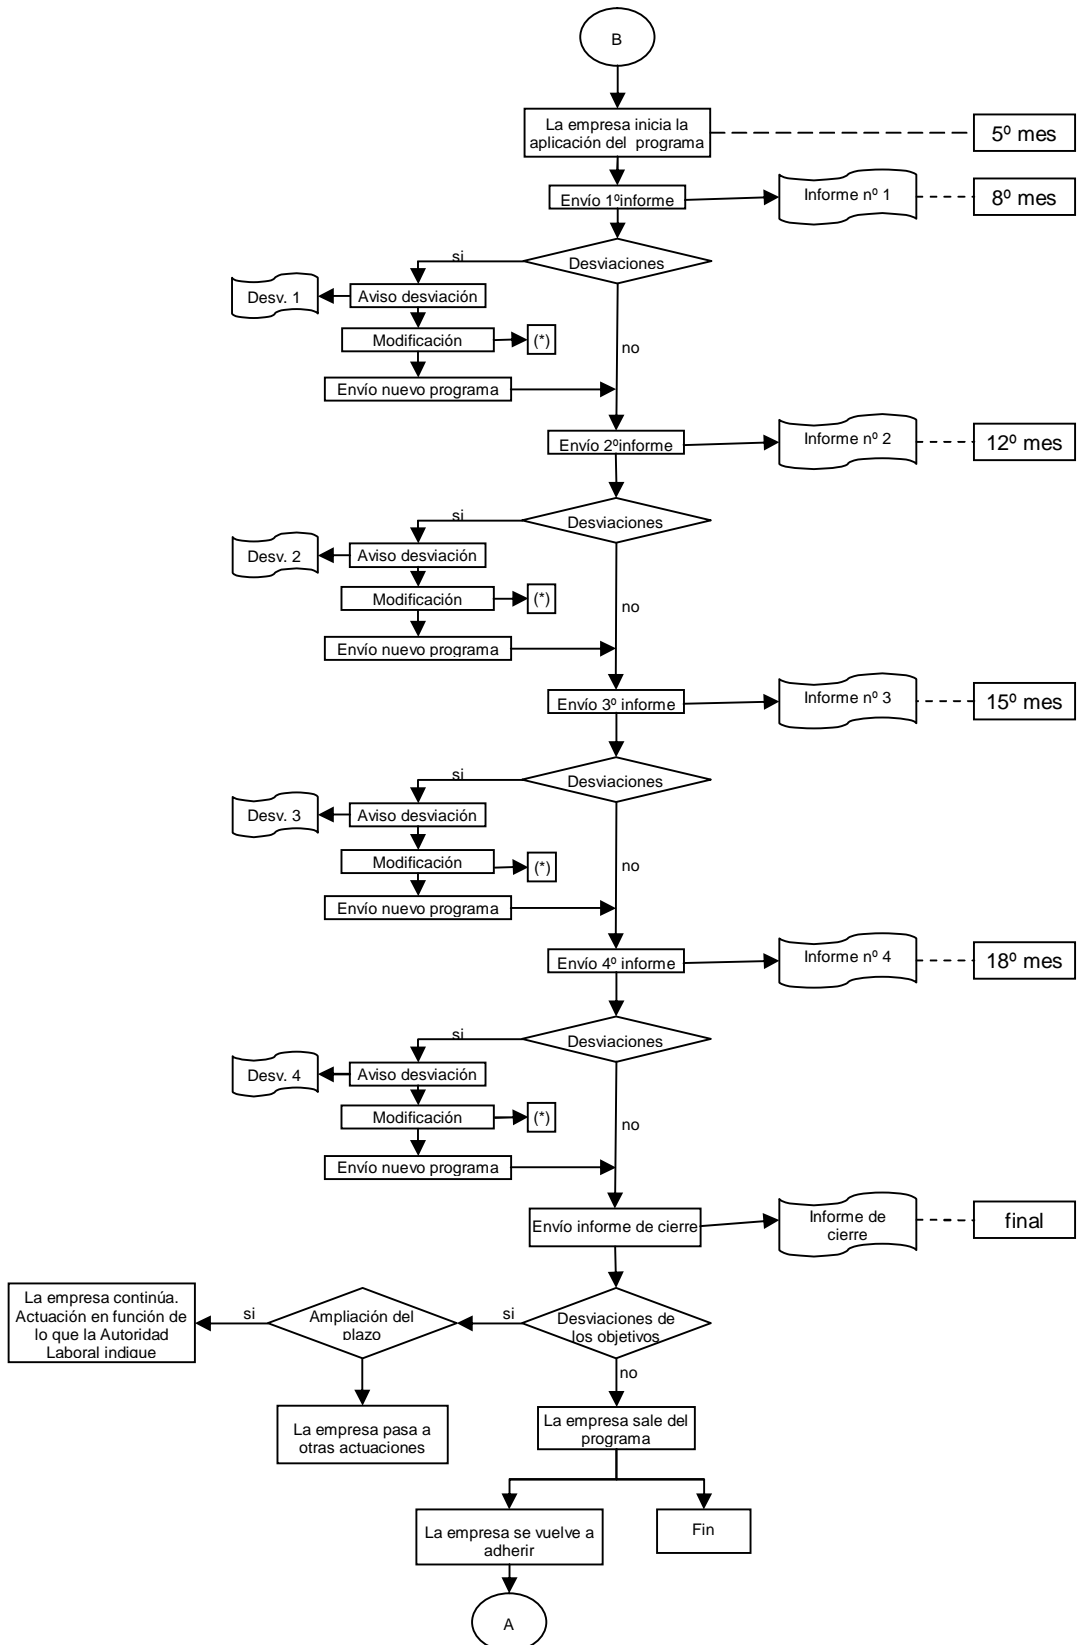 B
La empresa inicia la
aplicación del programa
5º mes
Envío 1ºinforme
Informe nº 1
8º mes
si
Desviaciones
Desv. 1
Aviso desviación
Modificación
(*)
no
Envío nuevo programa
Envío 2ºinforme
Informe nº 2
12º mes
si
Desviaciones
Desv. 2
Aviso desviación
Modificación
(*)
no
Envío nuevo programa
Envío 3º informe
Informe nº 3
15º mes
si
Desviaciones
Desv. 3
Aviso desviación
Modificación
(*)
no
Envío nuevo programa
Envío 4º informe
Informe nº 4
18º mes
si
Desviaciones
Desv. 4
Aviso desviación
Modificación
(*)
no
Envío nuevo programa
Envío informe de cierre
Informe de
cierre
final
La empresa continúa.
Actuación en función de
lo que la Autoridad
Laboral indique
si
Ampliación del
plazo
si
Desviaciones de
los objetivos
no
La empresa pasa a
otras actuaciones
La empresa sale del
programa
La empresa se vuelve a
adherir
Fin
A